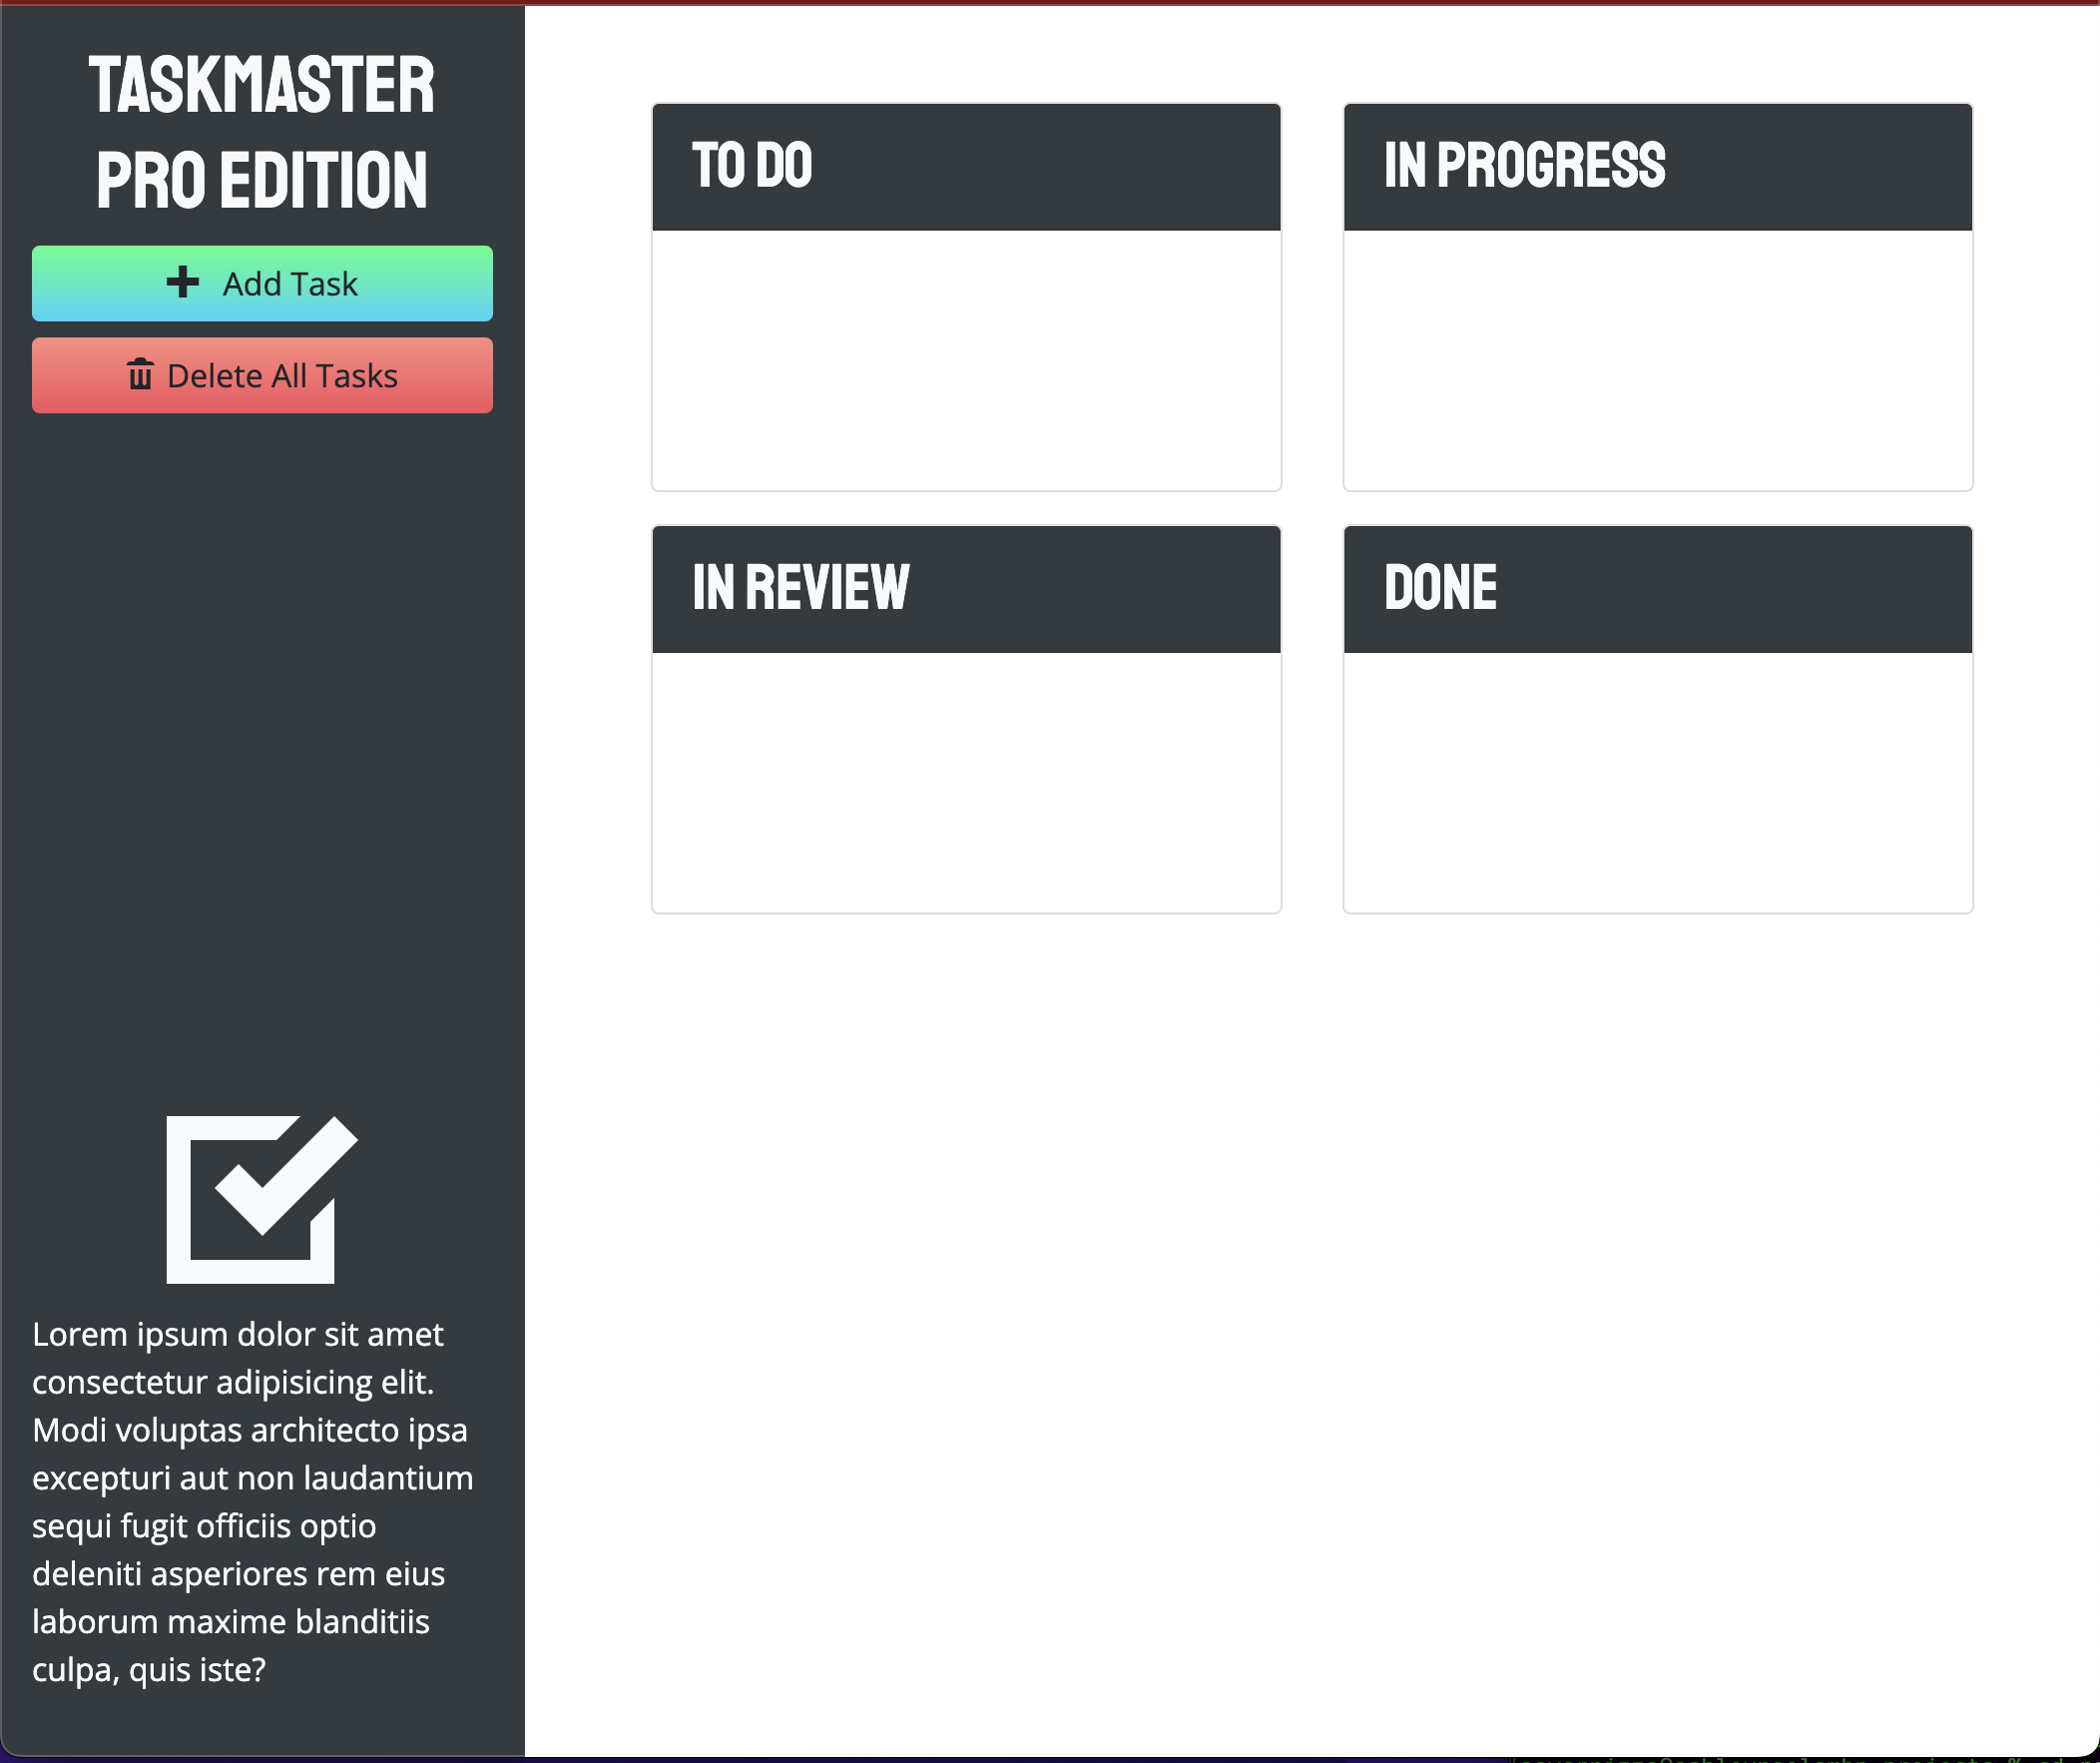 TASKMASTER
PRO EDITION
Add Task
Delete All Tasks
TO DO
IN PROGRESS
IN REVIEW
DONE
Lorem ipsum dolor sit amet
consectetur adipisicing elit.
Modi voluptas architecto ipsa
excepturi aut non laudantium
sequi fugit officiis optio
deleniti asperiores rem eius
laborum maxime blanditiis
culpa, quis iste?